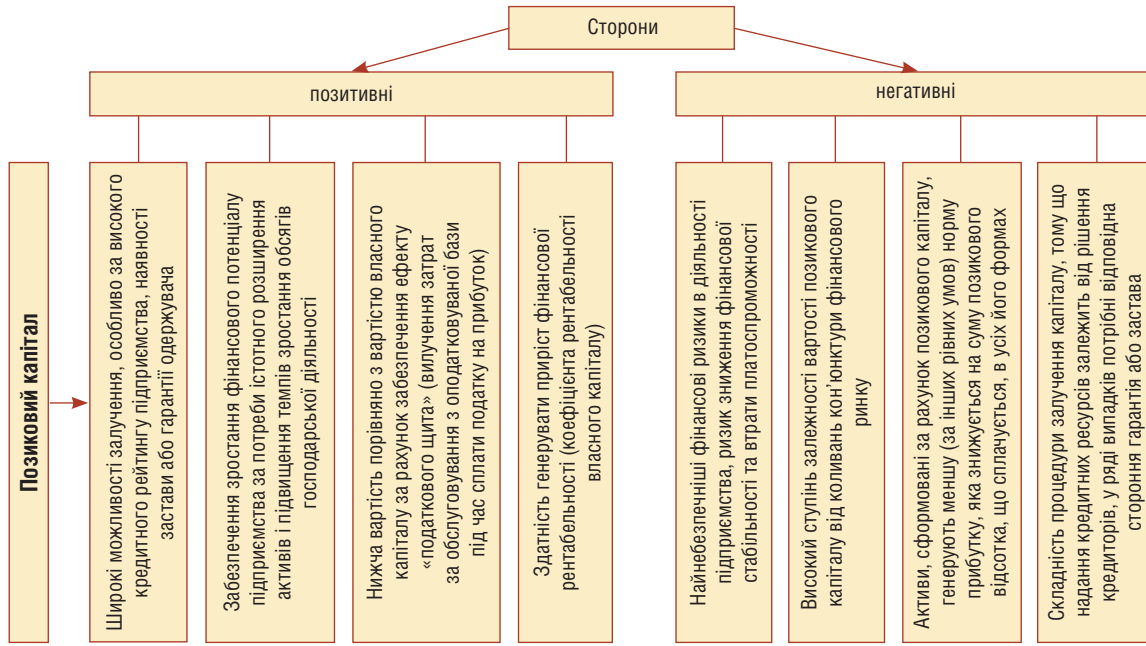 Сторони
позитивні
негативні
Позиковий капітал
Широкі можливості залучення, особливо за високого
кредитного рейтингу підприємства, наявності
застави або гарантії одержувача
Забезпечення зростання фінансового потенціалу
підприємства за потреби істотного розширення
активів і підвищення темпів зростання обсягів
господарської діяльності
Нижча вартість порівняно з вартістю власного
капіталу за рахунок забезпечення ефекту
«податкового щита» (вилучення затрат
за обслуговування з оподатковуваної бази
під час сплати податку на прибуток)
Здатність генерувати приріст фінансової
рентабельності (коефіцієнта рентабельності
власного капіталу)
Найнебезпечніші фінансові ризики в діяльності
підприємства, ризик зниження фінансової
стабільності та втрати платоспроможності
Високий ступінь залежності вартості позикового
капіталу від коливань кон’юнктури фінансового
ринку
Активи, сформовані за рахунок позикового капіталу,
генерують меншу (за інших рівних умов) норму
прибутку, яка знижується на суму позикового
відсотка, що сплачується, в усіх його формах
Складність процедури залучення капіталу, тому що
надання кредитних ресурсів залежить від рішення
кредиторів, у ряді випадків потрібні відповідна
стороння гарантія або застава